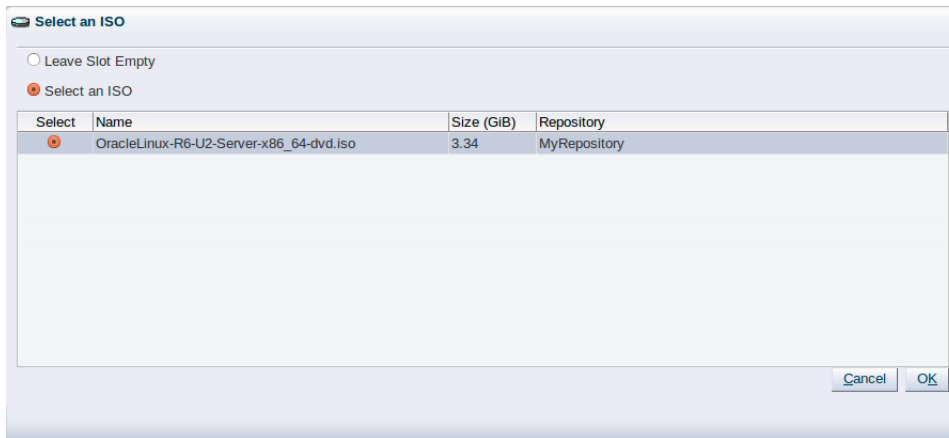 Select an ISO
Leave Slot Empty
Select an ISO
Select Name Size (GiB) Repository
OracleLinux-R6-U2-Server-x86_64-dvd.iso 3.34 MyRepository
Cancel OK